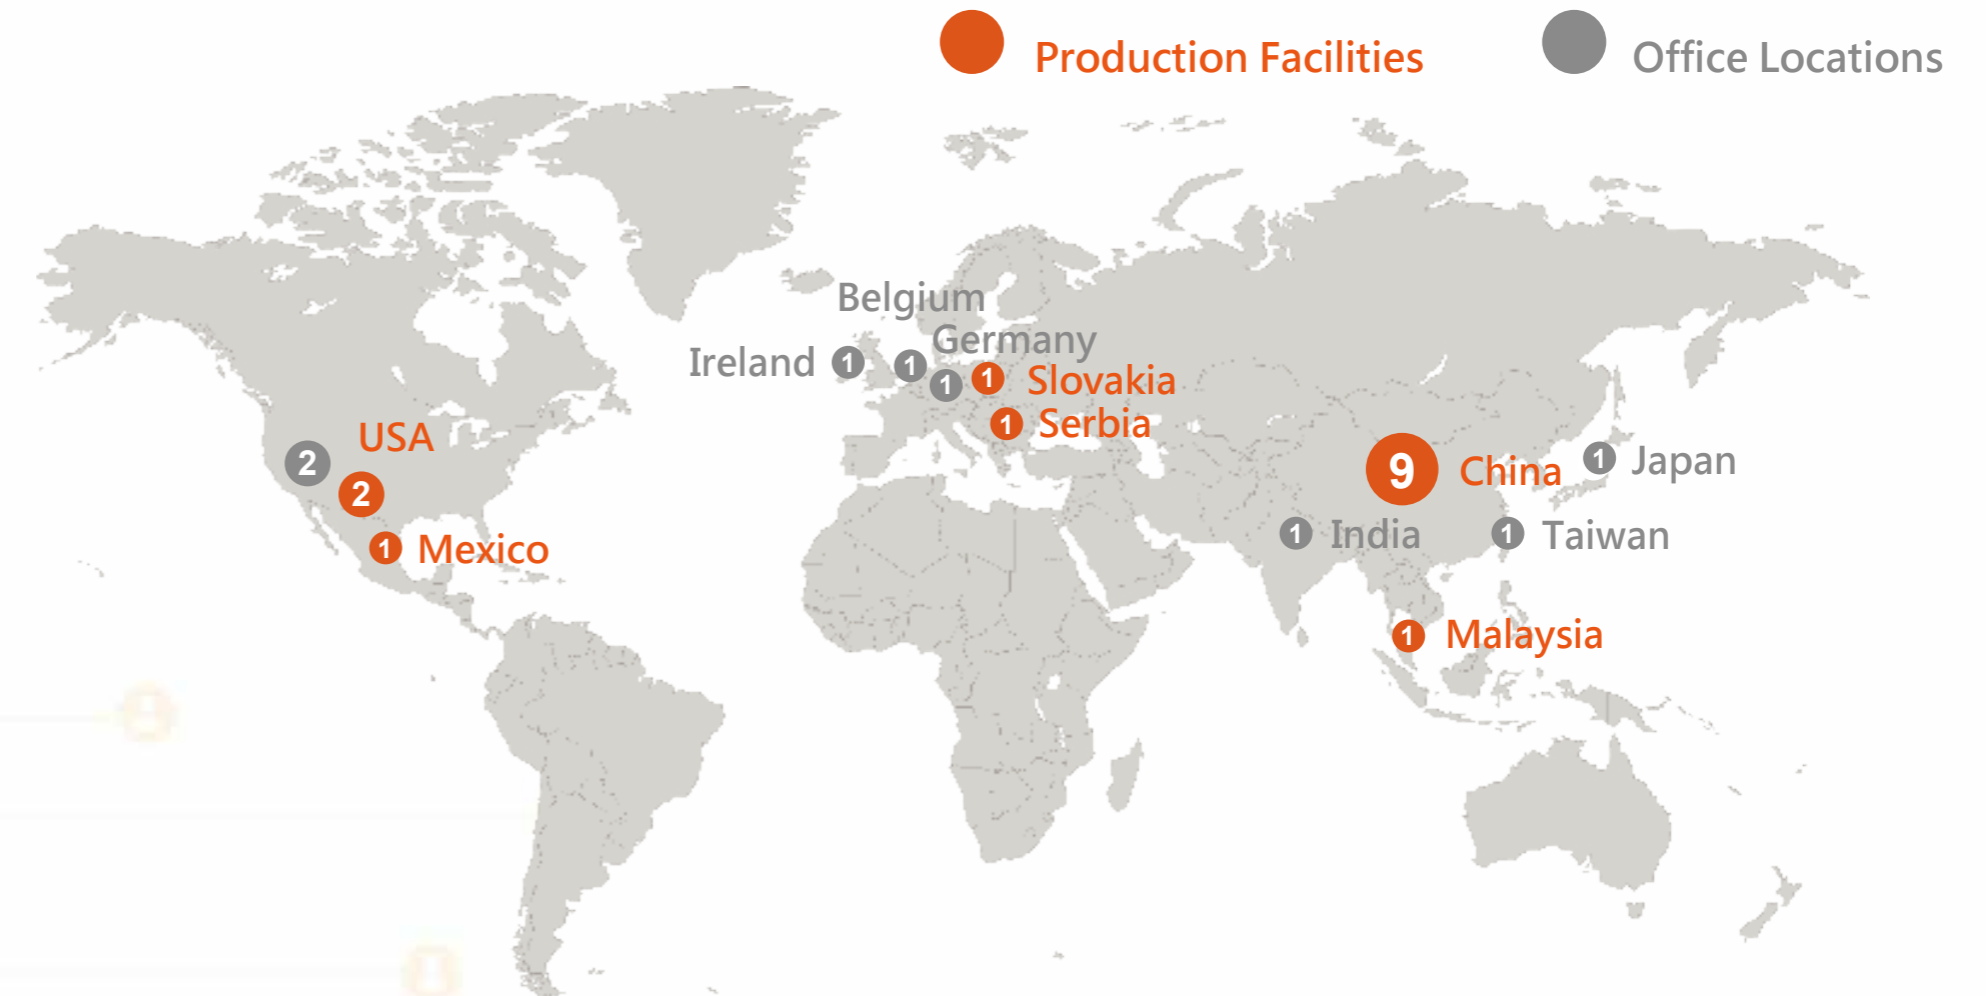 Production Facilities
Office Locations
Belgium
Germany
Ireland
1
1
1
1
Slovakia
1
Serbia
USA
2
2
1
Mexico
9
China
1
Japan
1
India
1
Taiwan
1
Malaysia